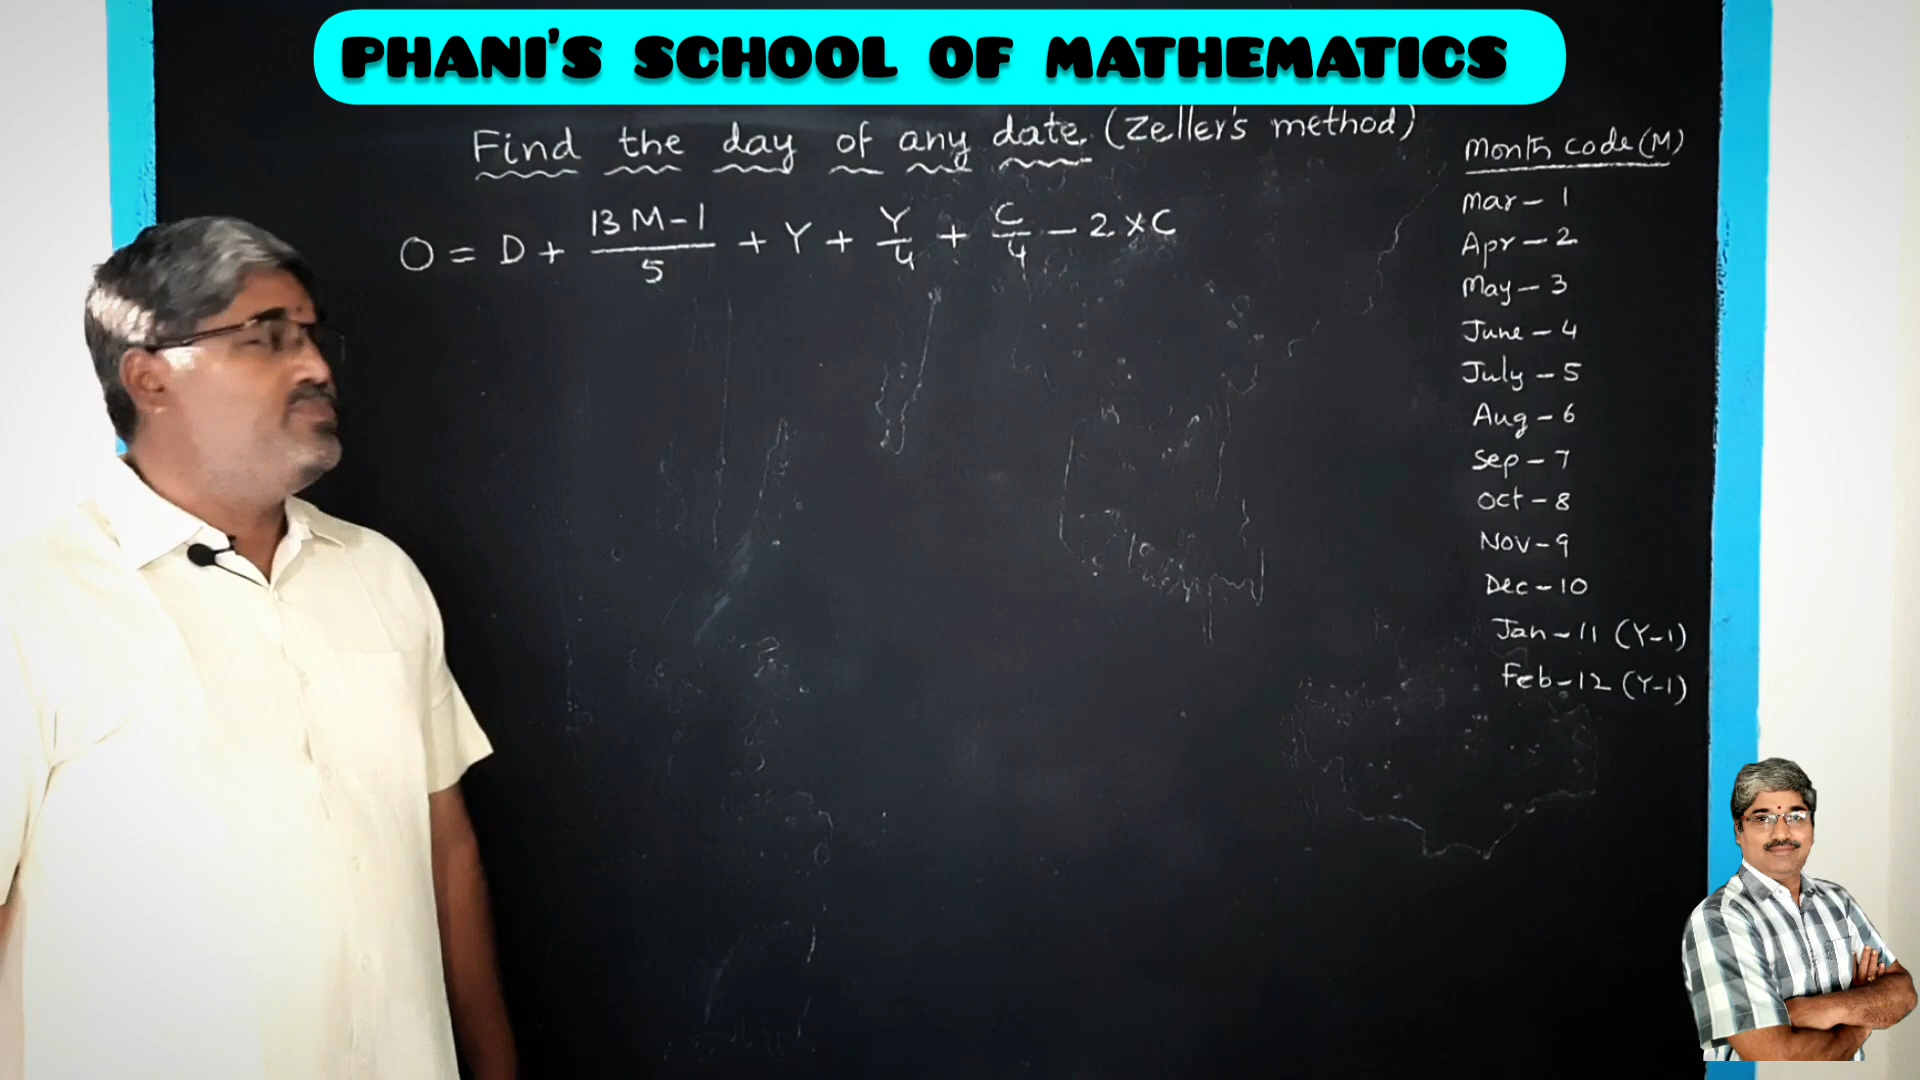 PHANI'S SCHOOL OF MATHEMATICS
Find the day of any date. (Zeller's method)
O = D + 13M-1/5 + Y + Y/4 + C/4 - 2 x C
Month code (M)
Mar - 1
Apr - 2
May - 3
June - 4
July - 5
Aug - 6
Sep - 7
Oct - 8
Nov - 9
Dec - 10
Jan - 11 (Y-1)
Feb - 12 (Y-1)